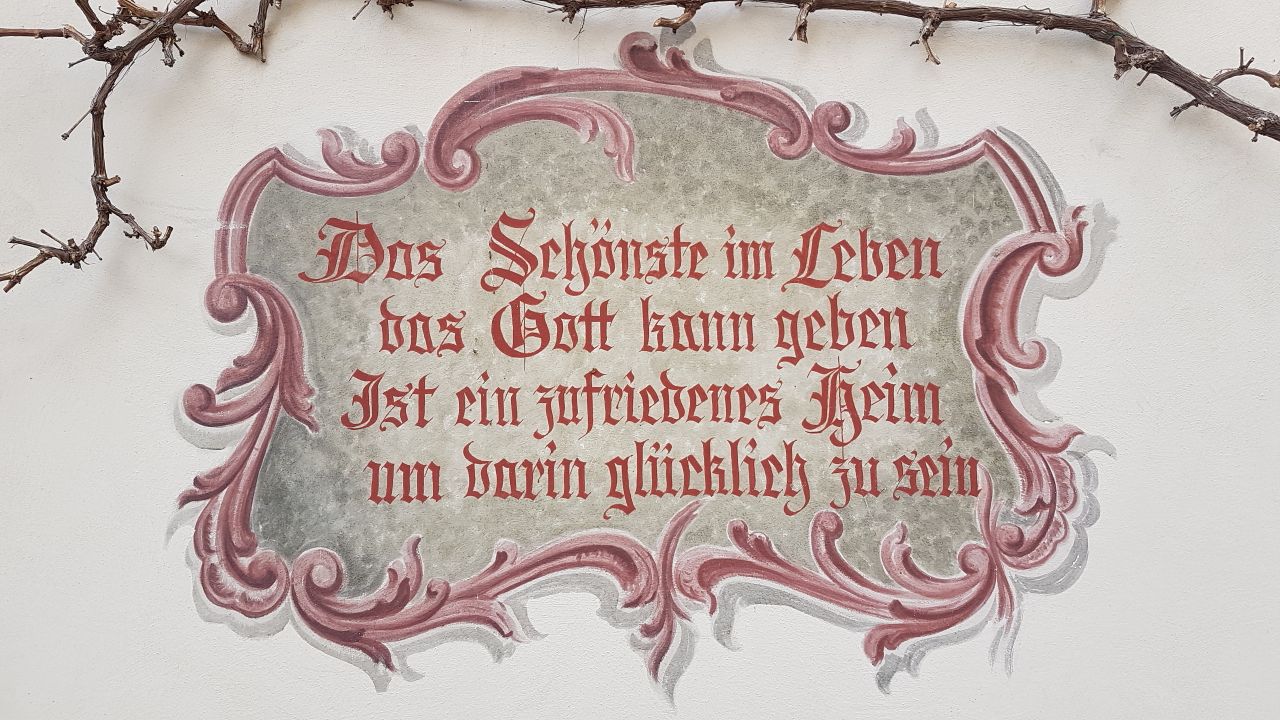 Das Schönste im Leben
das Gott kann geben
Ist ein zufriedenes Heim
um darin glücklich zu sein